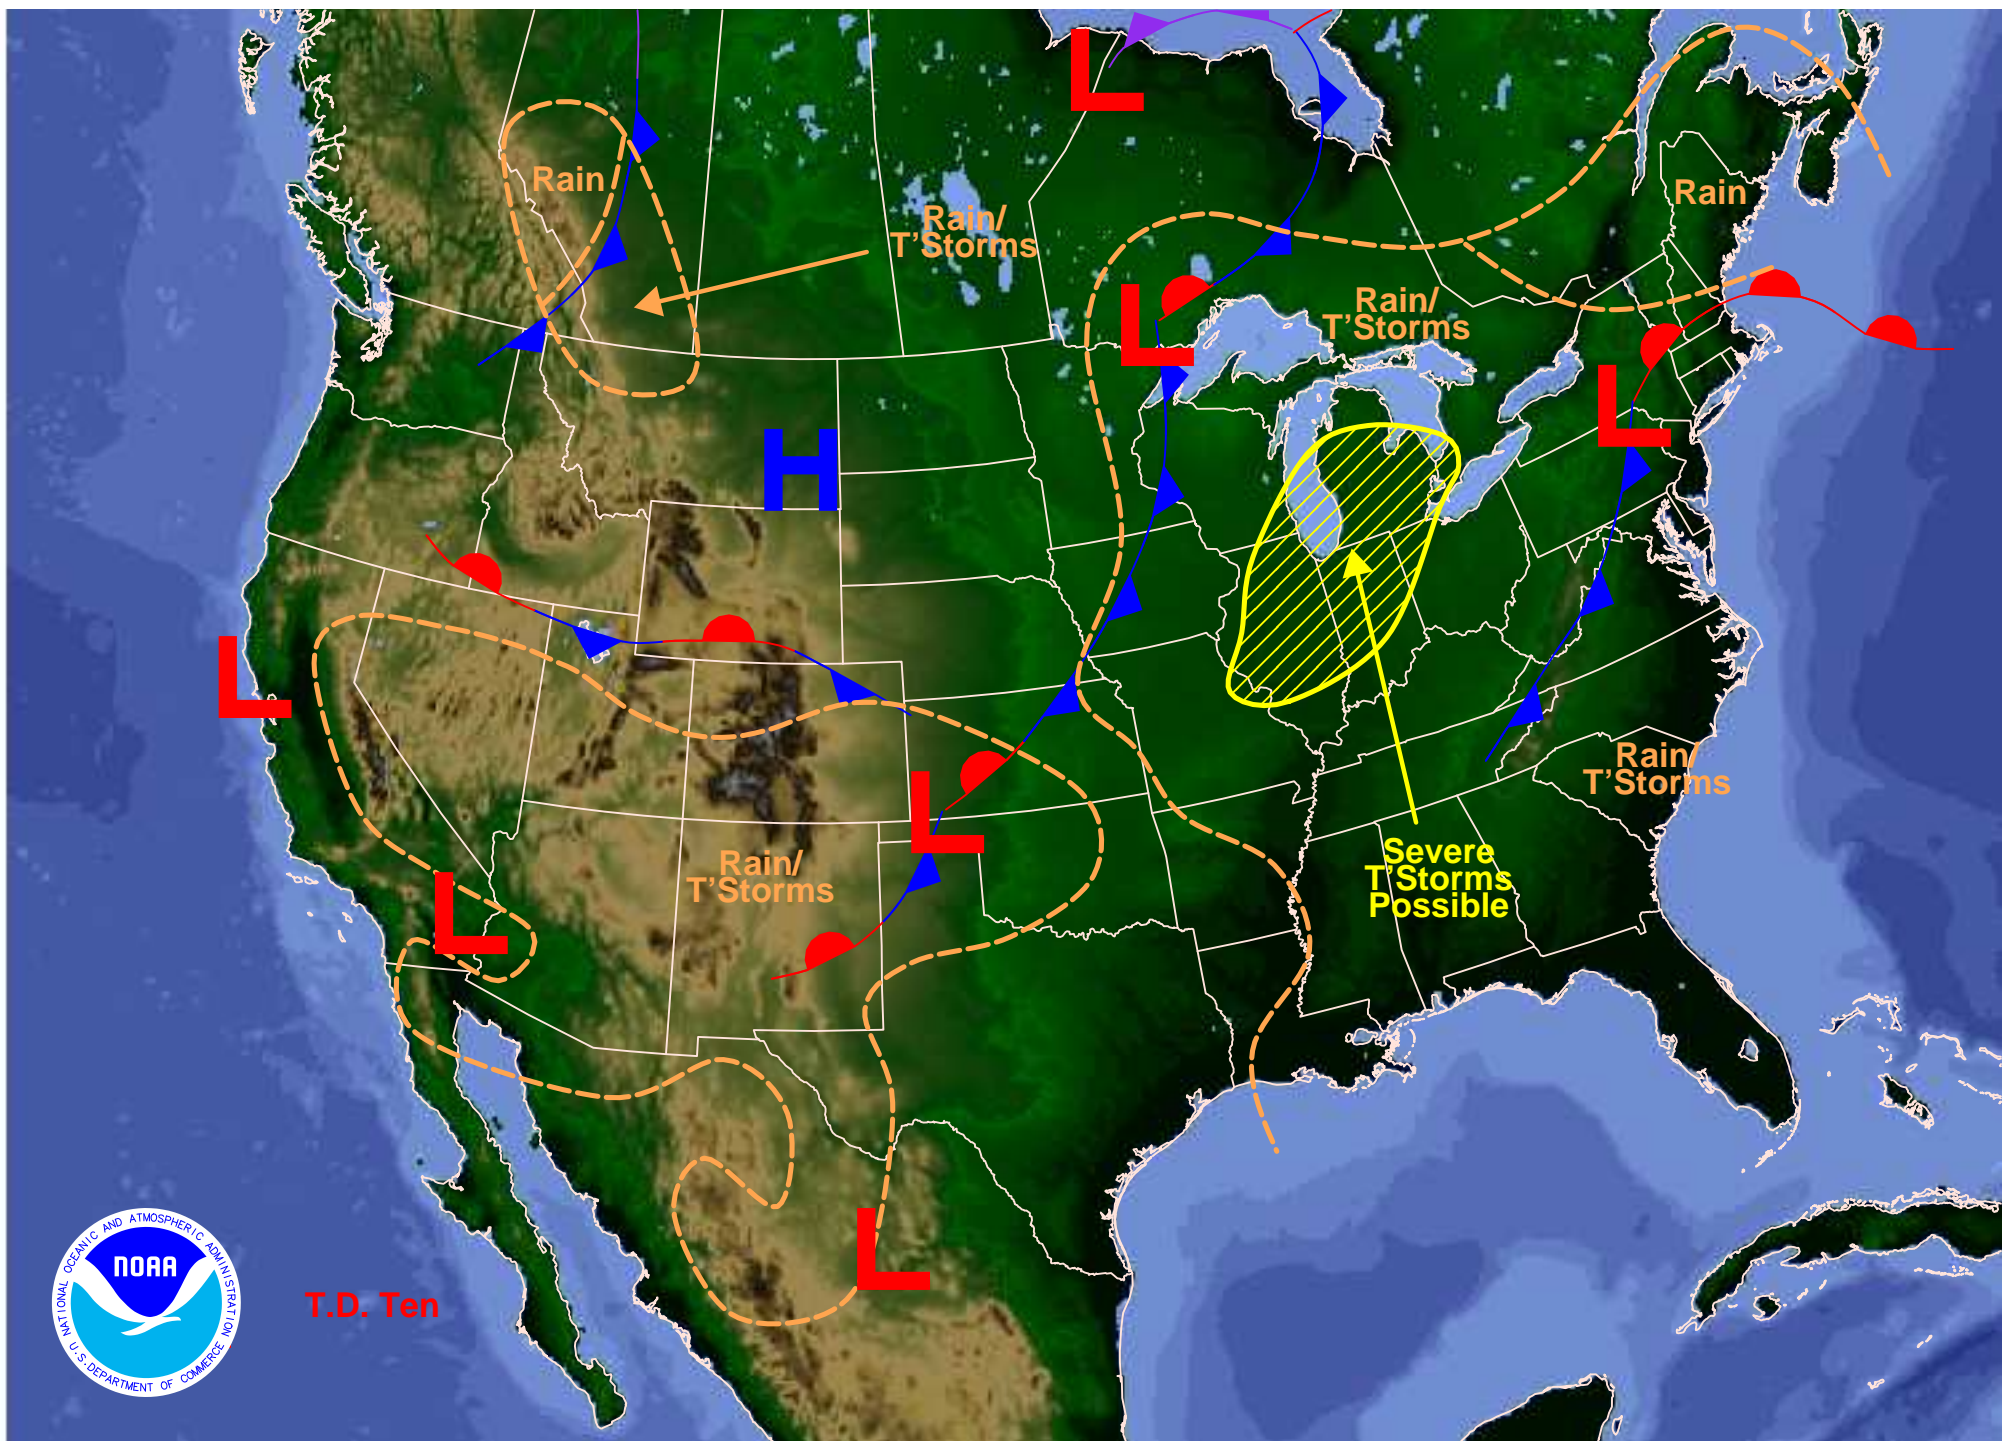 L
Rain
Rain
Rain/
T'Storms
L
Rain/
T'Storms
L
H
L
L
Rain/
T'Storms
L
Rain/
T'Storms
Severe
T'Storms
Possible
L
L
NATIONAL OCEANIC AND ATMOSPHERIC ADMINISTRATION
NOAA
U.S. DEPARTMENT OF COMMERCE
T.D. Ten